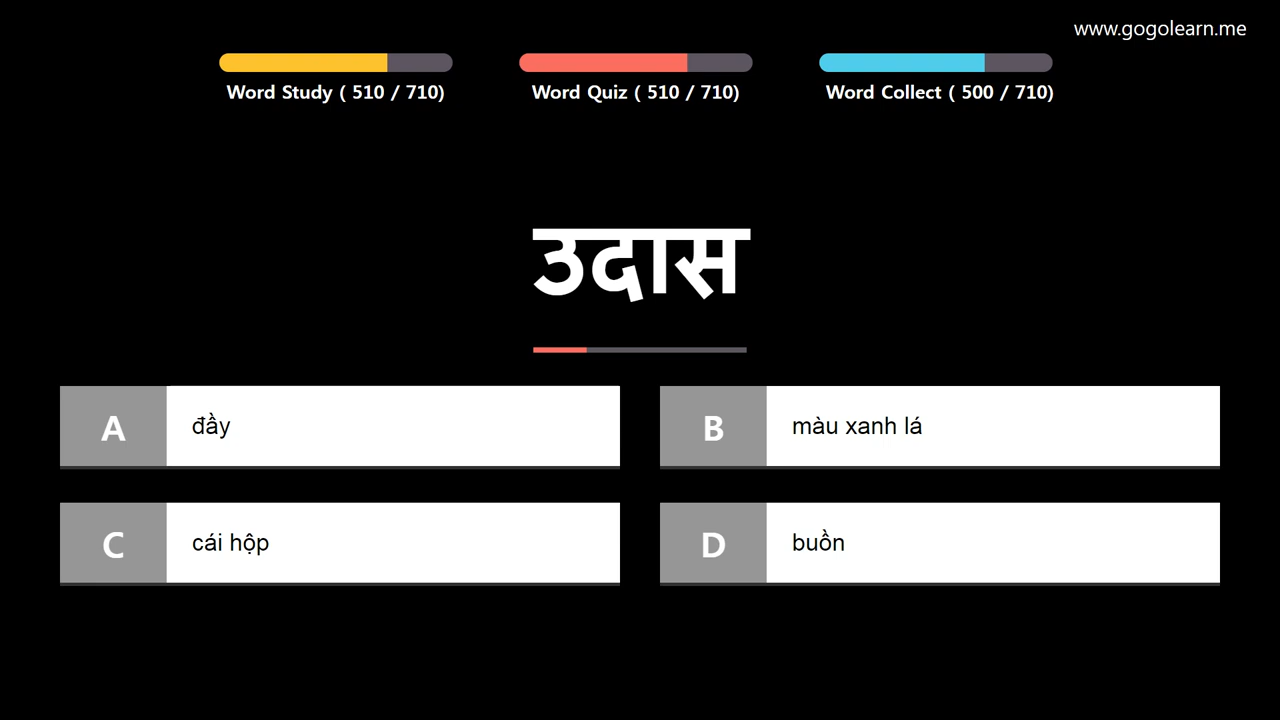 www.gogolearn.me
Word Study ( 510 / 710)
Word Quiz ( 510 / 710)
Word Collect ( 500 / 710)
उदास
A
đầy
B
màu xanh lá
C
cái hộp
D
buồn